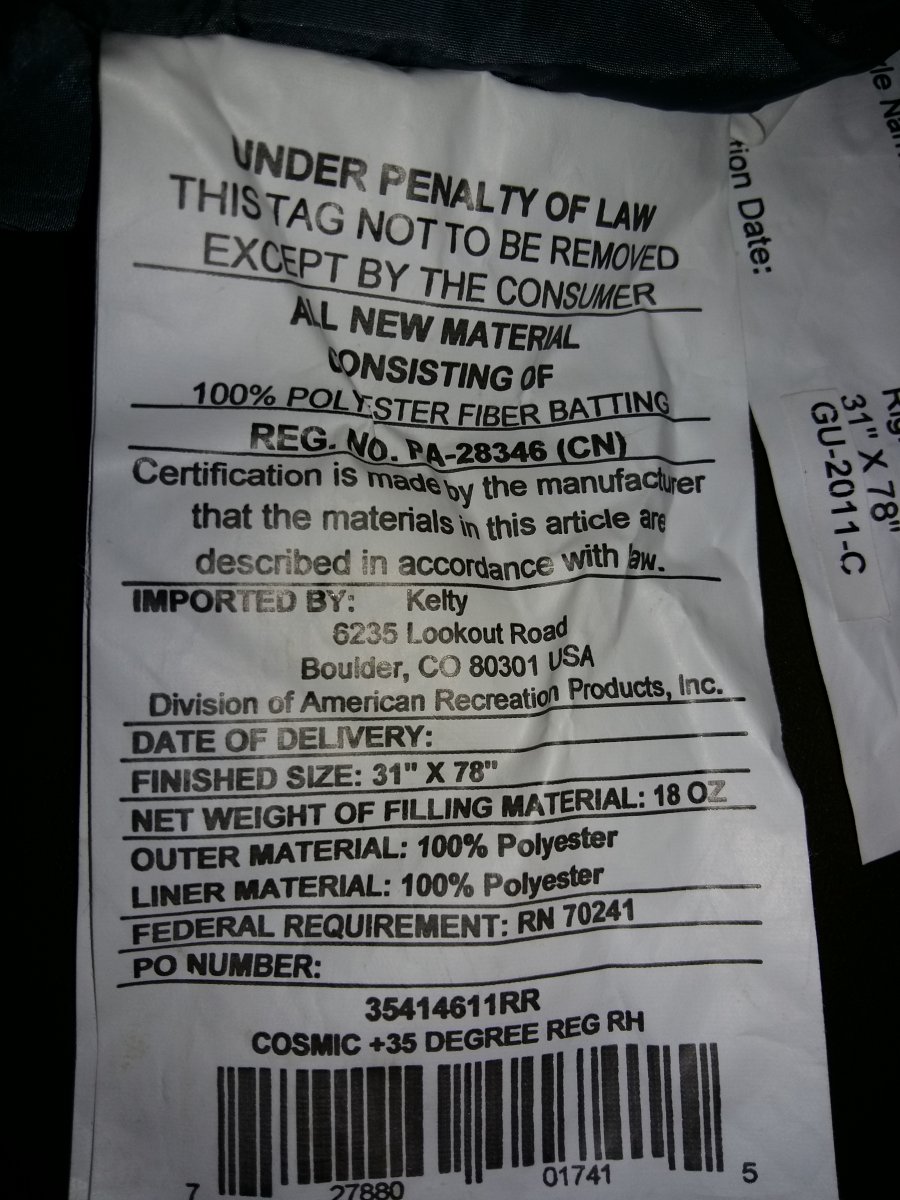 UNDER PENALTY OF LAW
THIS TAG NOT TO BE REMOVED
EXCEPT BY THE CONSUMER
ALL NEW MATERIAL
CONSISTING OF
100% POLYESTER FIBER BATTING
REG. NO. PA-28346 (CN)
Certification is made by the manufacturer
that the materials in this article are
described in accordance with law.
IMPORTED BY: Kelty
6235 Lookout Road
Boulder, CO 80301 USA
Division of American Recreation Products, Inc.
DATE OF DELIVERY:
FINISHED SIZE: 31" X 78"
NET WEIGHT OF FILLING MATERIAL: 18 OZ
OUTER MATERIAL: 100% Polyester
LINER MATERIAL: 100% Polyester
FEDERAL REQUIREMENT: RN 70241
PO NUMBER:
35414611RR
COSMIC +35 DEGREE REG RH
7 27880 01741 5
Date:
31" X 78"
GU-2011-C